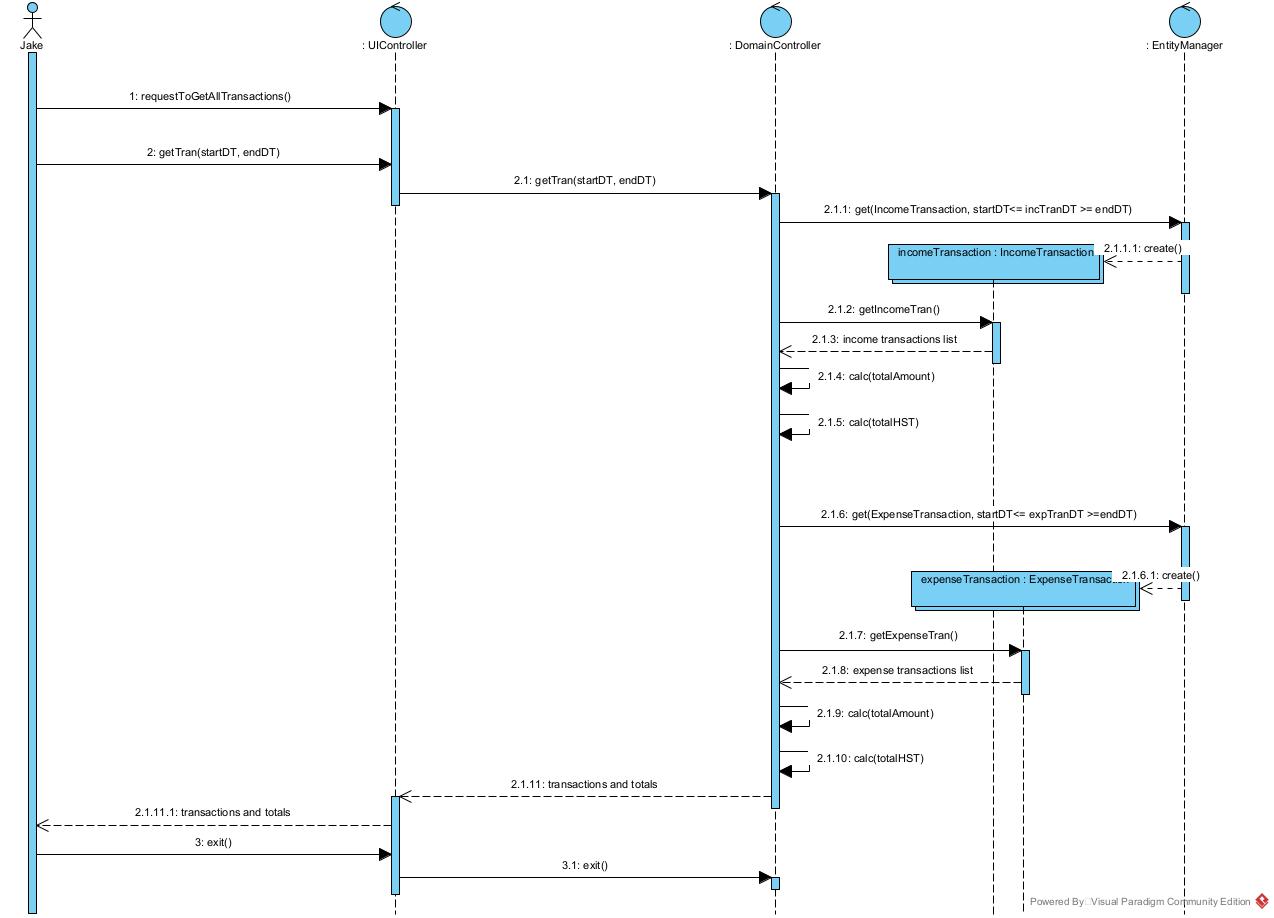 Jake
: UIController
: DomainController
: EntityManager
1: requestToGetAllTransactions()
2: getTran(startDT, endDT)
2.1: getTran(startDT, endDT)
2.1.1: get(IncomeTransaction, startDT<= incTranDT >= endDT)
2.1.1.1: create()
incomeTransaction : IncomeTransaction
2.1.2: getIncomeTran()
2.1.3: income transactions list
2.1.4: calc(totalAmount)
2.1.5: calc(totalHST)
2.1.6: get(ExpenseTransaction, startDT<= expTranDT >=endDT)
2.1.6.1: create()
expenseTransaction : ExpenseTransac
2.1.7: getExpenseTran()
2.1.8: expense transactions list
2.1.9: calc(totalAmount)
2.1.10: calc(totalHST)
2.1.11: transactions and totals
2.1.11.1: transactions and totals
3: exit()
3.1: exit()
Powered By Visual Paradigm Community Edition